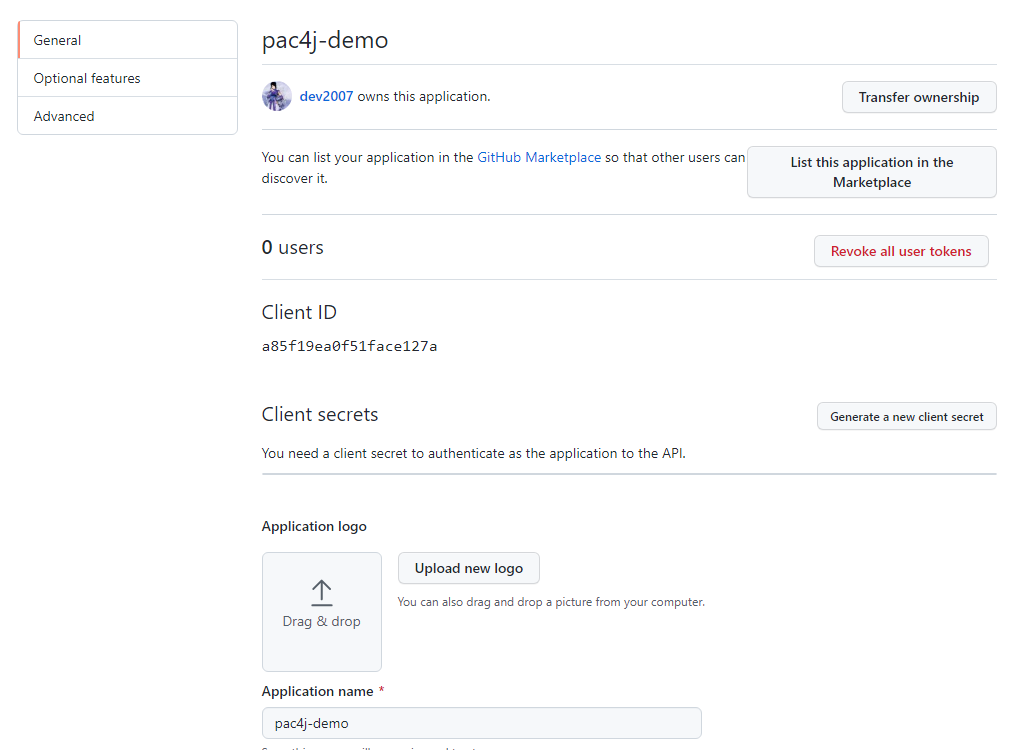 General
Optional features
Advanced
pac4j-demo
dev2007 owns this application.
Transfer ownership
You can list your application in the GitHub Marketplace so that other users can
discover it.
List this application in the
Marketplace
0 users
Revoke all user tokens
Client ID
a85f19ea0f51face127a
Client secrets
Generate a new client secret
You need a client secret to authenticate as the application to the API.
Application logo
Drag & drop
Upload new logo
You can also drag and drop a picture from your computer.
Application name *
pac4j-demo